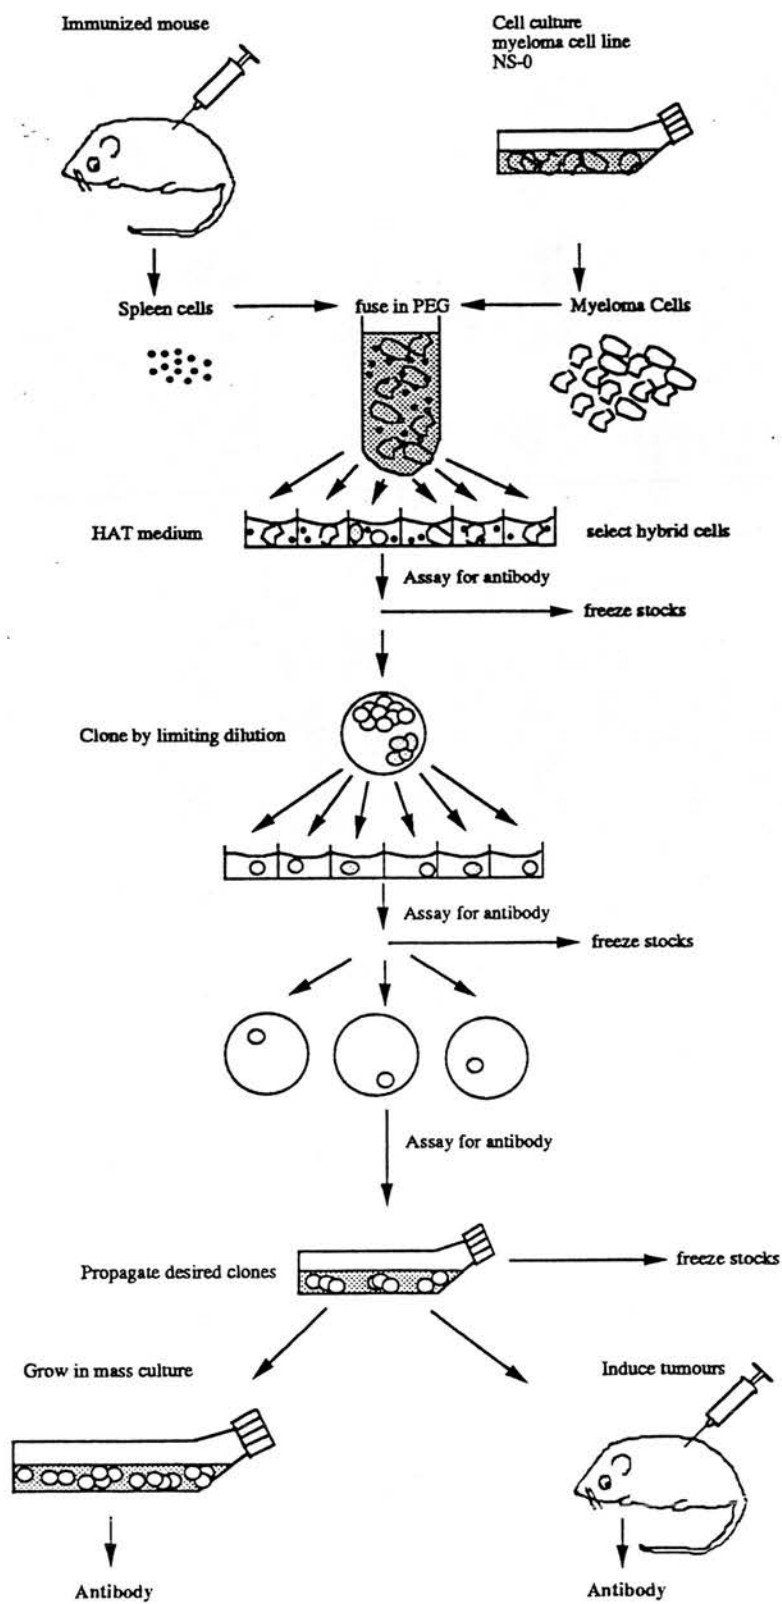 Immunized mouse
Cell culture
myeloma cell line
NS-0
Spleen cells
fuse in PEG
Myeloma Cells
HAT medium
select hybrid cells
Assay for antibody
freeze stocks
Clone by limiting dilution
Assay for antibody
freeze stocks
Assay for antibody
Propagate desired clones
freeze stocks
Grow in mass culture
Induce tumours
Antibody
Antibody